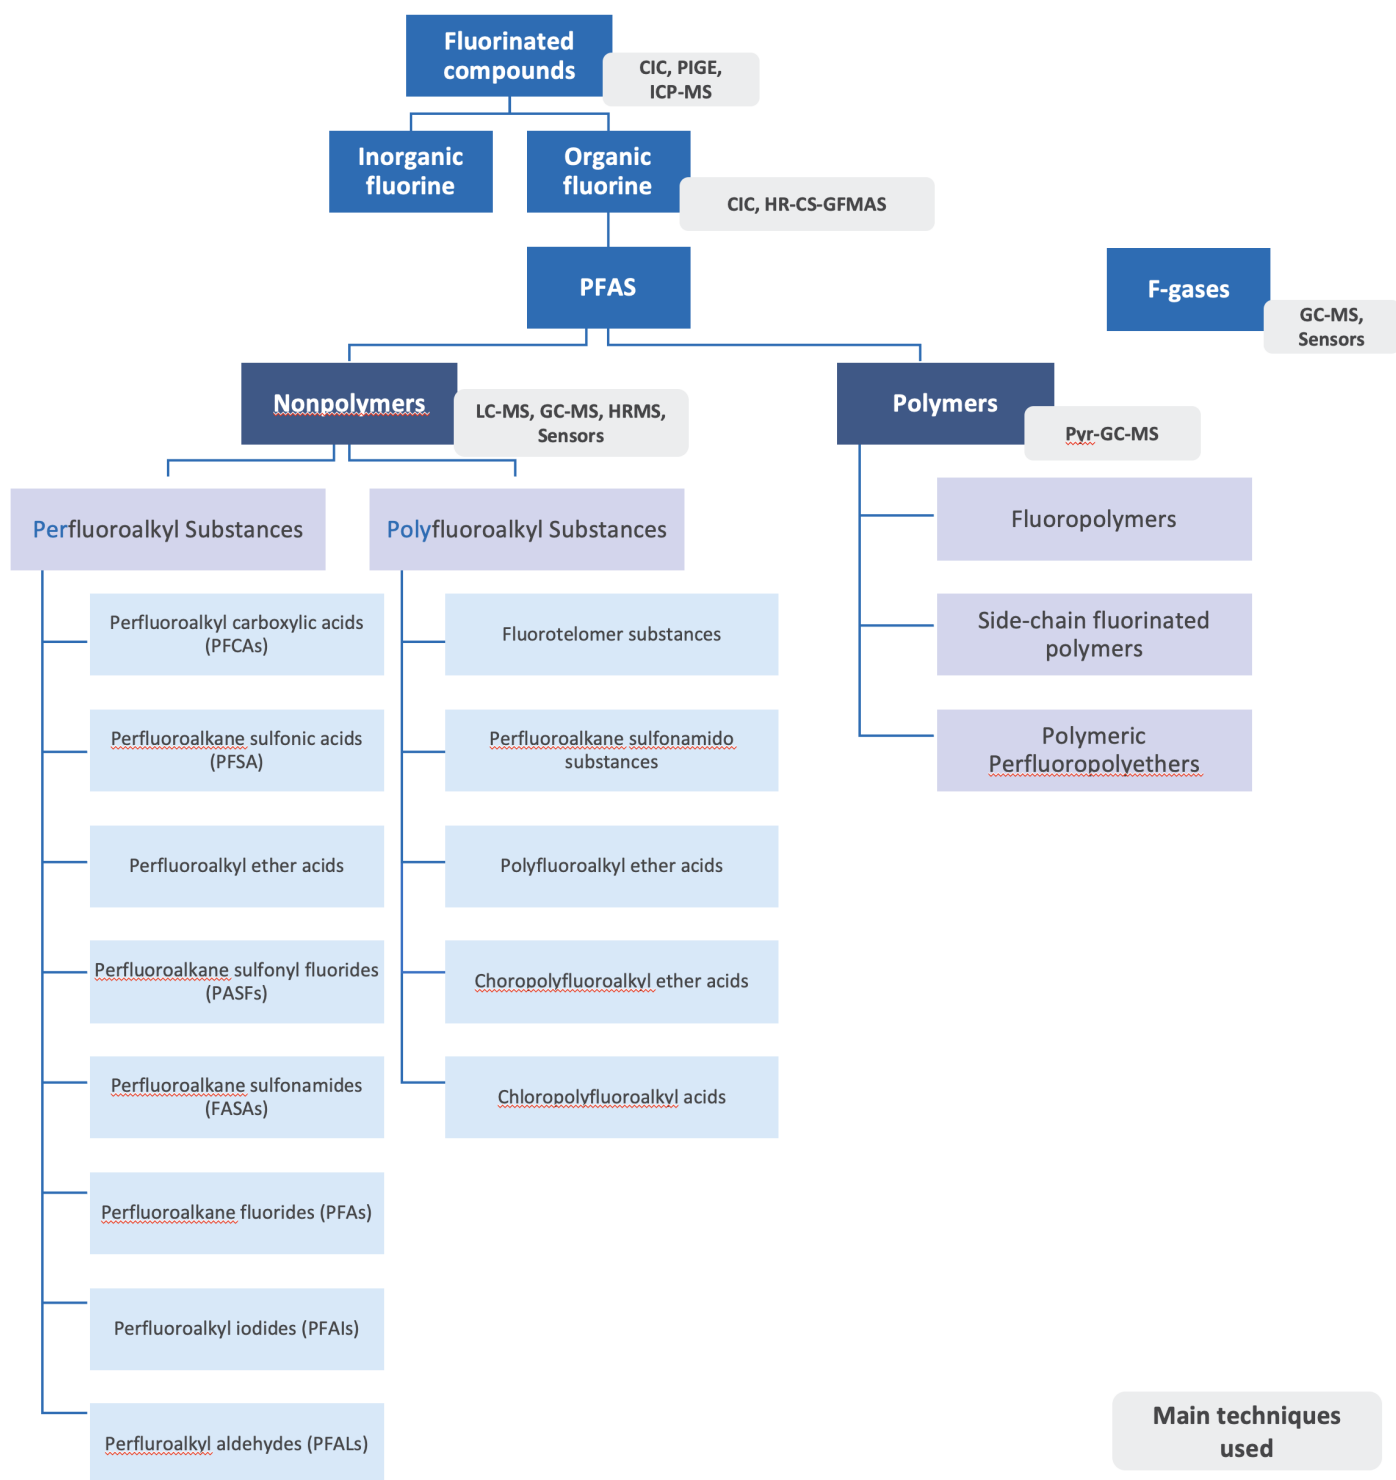 Fluorinated
compounds
CIC, PIGE,
ICP-MS
Inorganic
fluorine
Organic
fluorine
CIC, HR-CS-GFMAS
PFAS
F-gases
GC-MS,
Sensors
Nonpolymers
LC-MS, GC-MS, HRMS,
Sensors
Polymers
Pyr-GC-MS
Perfluoroalkyl Substances
Perfluoroalkyl carboxylic acids
(PFCAs)
Perfluoroalkane sulfonic acids
(PFSA)
Perfluoroalkyl ether acids
Perfluoroalkane sulfonyl fluorides
(PASFs)
Perfluoroalkane sulfonamides
(FASAs)
Perfluoroalkane fluorides (PFAs)
Perfluoroalkyl iodides (PFAIs)
Perfluroalkyl aldehydes (PFALs)
Polyfluoroalkyl Substances
Fluorotelomer substances
Perfluoroalkane sulfonamido
substances
Polyfluoroalkyl ether acids
Choropolyfluoroalkyl ether acids
Chloropolyfluoroalkyl acids
Fluoropolymers
Side-chain fluorinated
polymers
Polymeric
Perfluoropolyethers
Main techniques
used